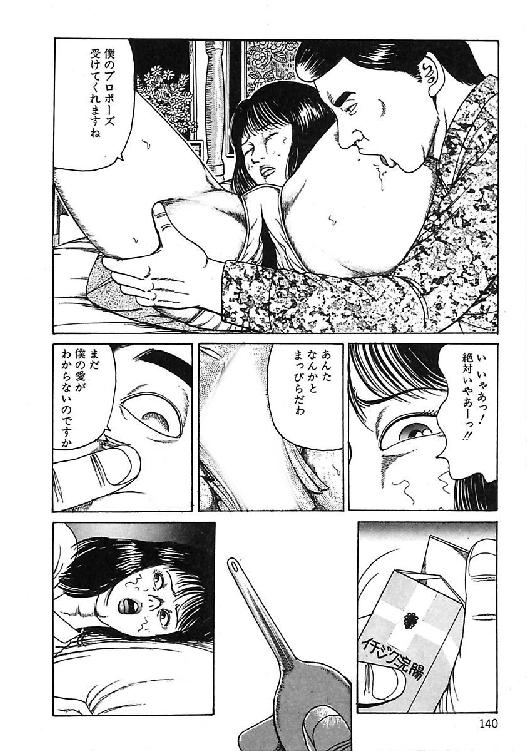 僕のプロポーズ
受けてくれますね
いいゃあっ！
絶対いやあーっ!!
あんた
なんかと
まっぴらだわ
まだ
僕の愛が
わからないのですか
イチヂク浣腸
140